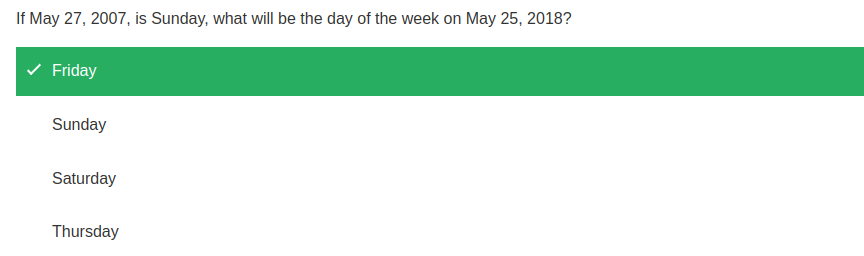 If May 27, 2007, is Sunday, what will be the day of the week on May 25, 2018?
Friday
Sunday
Saturday
Thursday